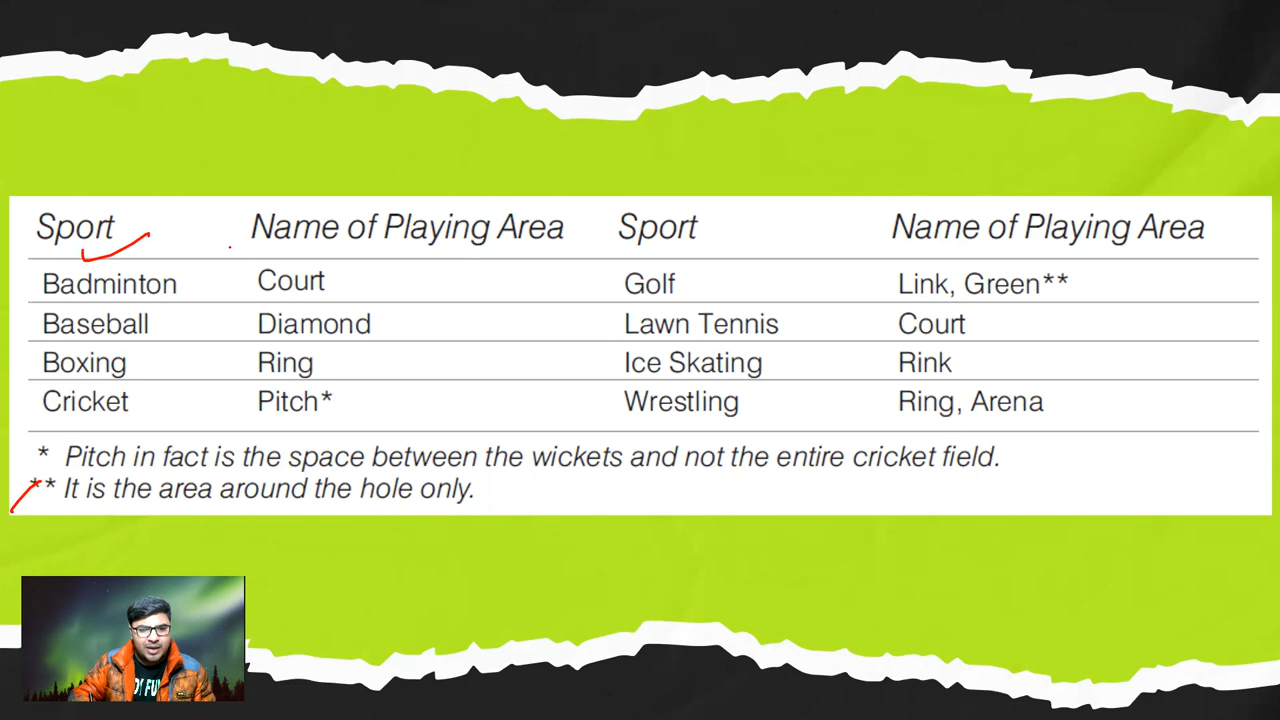 Sport Name of Playing Area Sport Name of Playing Area
Badminton Court Golf Link, Green**
Baseball Diamond Lawn Tennis Court
Boxing Ring Ice Skating Rink
Cricket Pitch* Wrestling Ring, Arena
* Pitch in fact is the space between the wickets and not the entire cricket field.
** It is the area around the hole only.